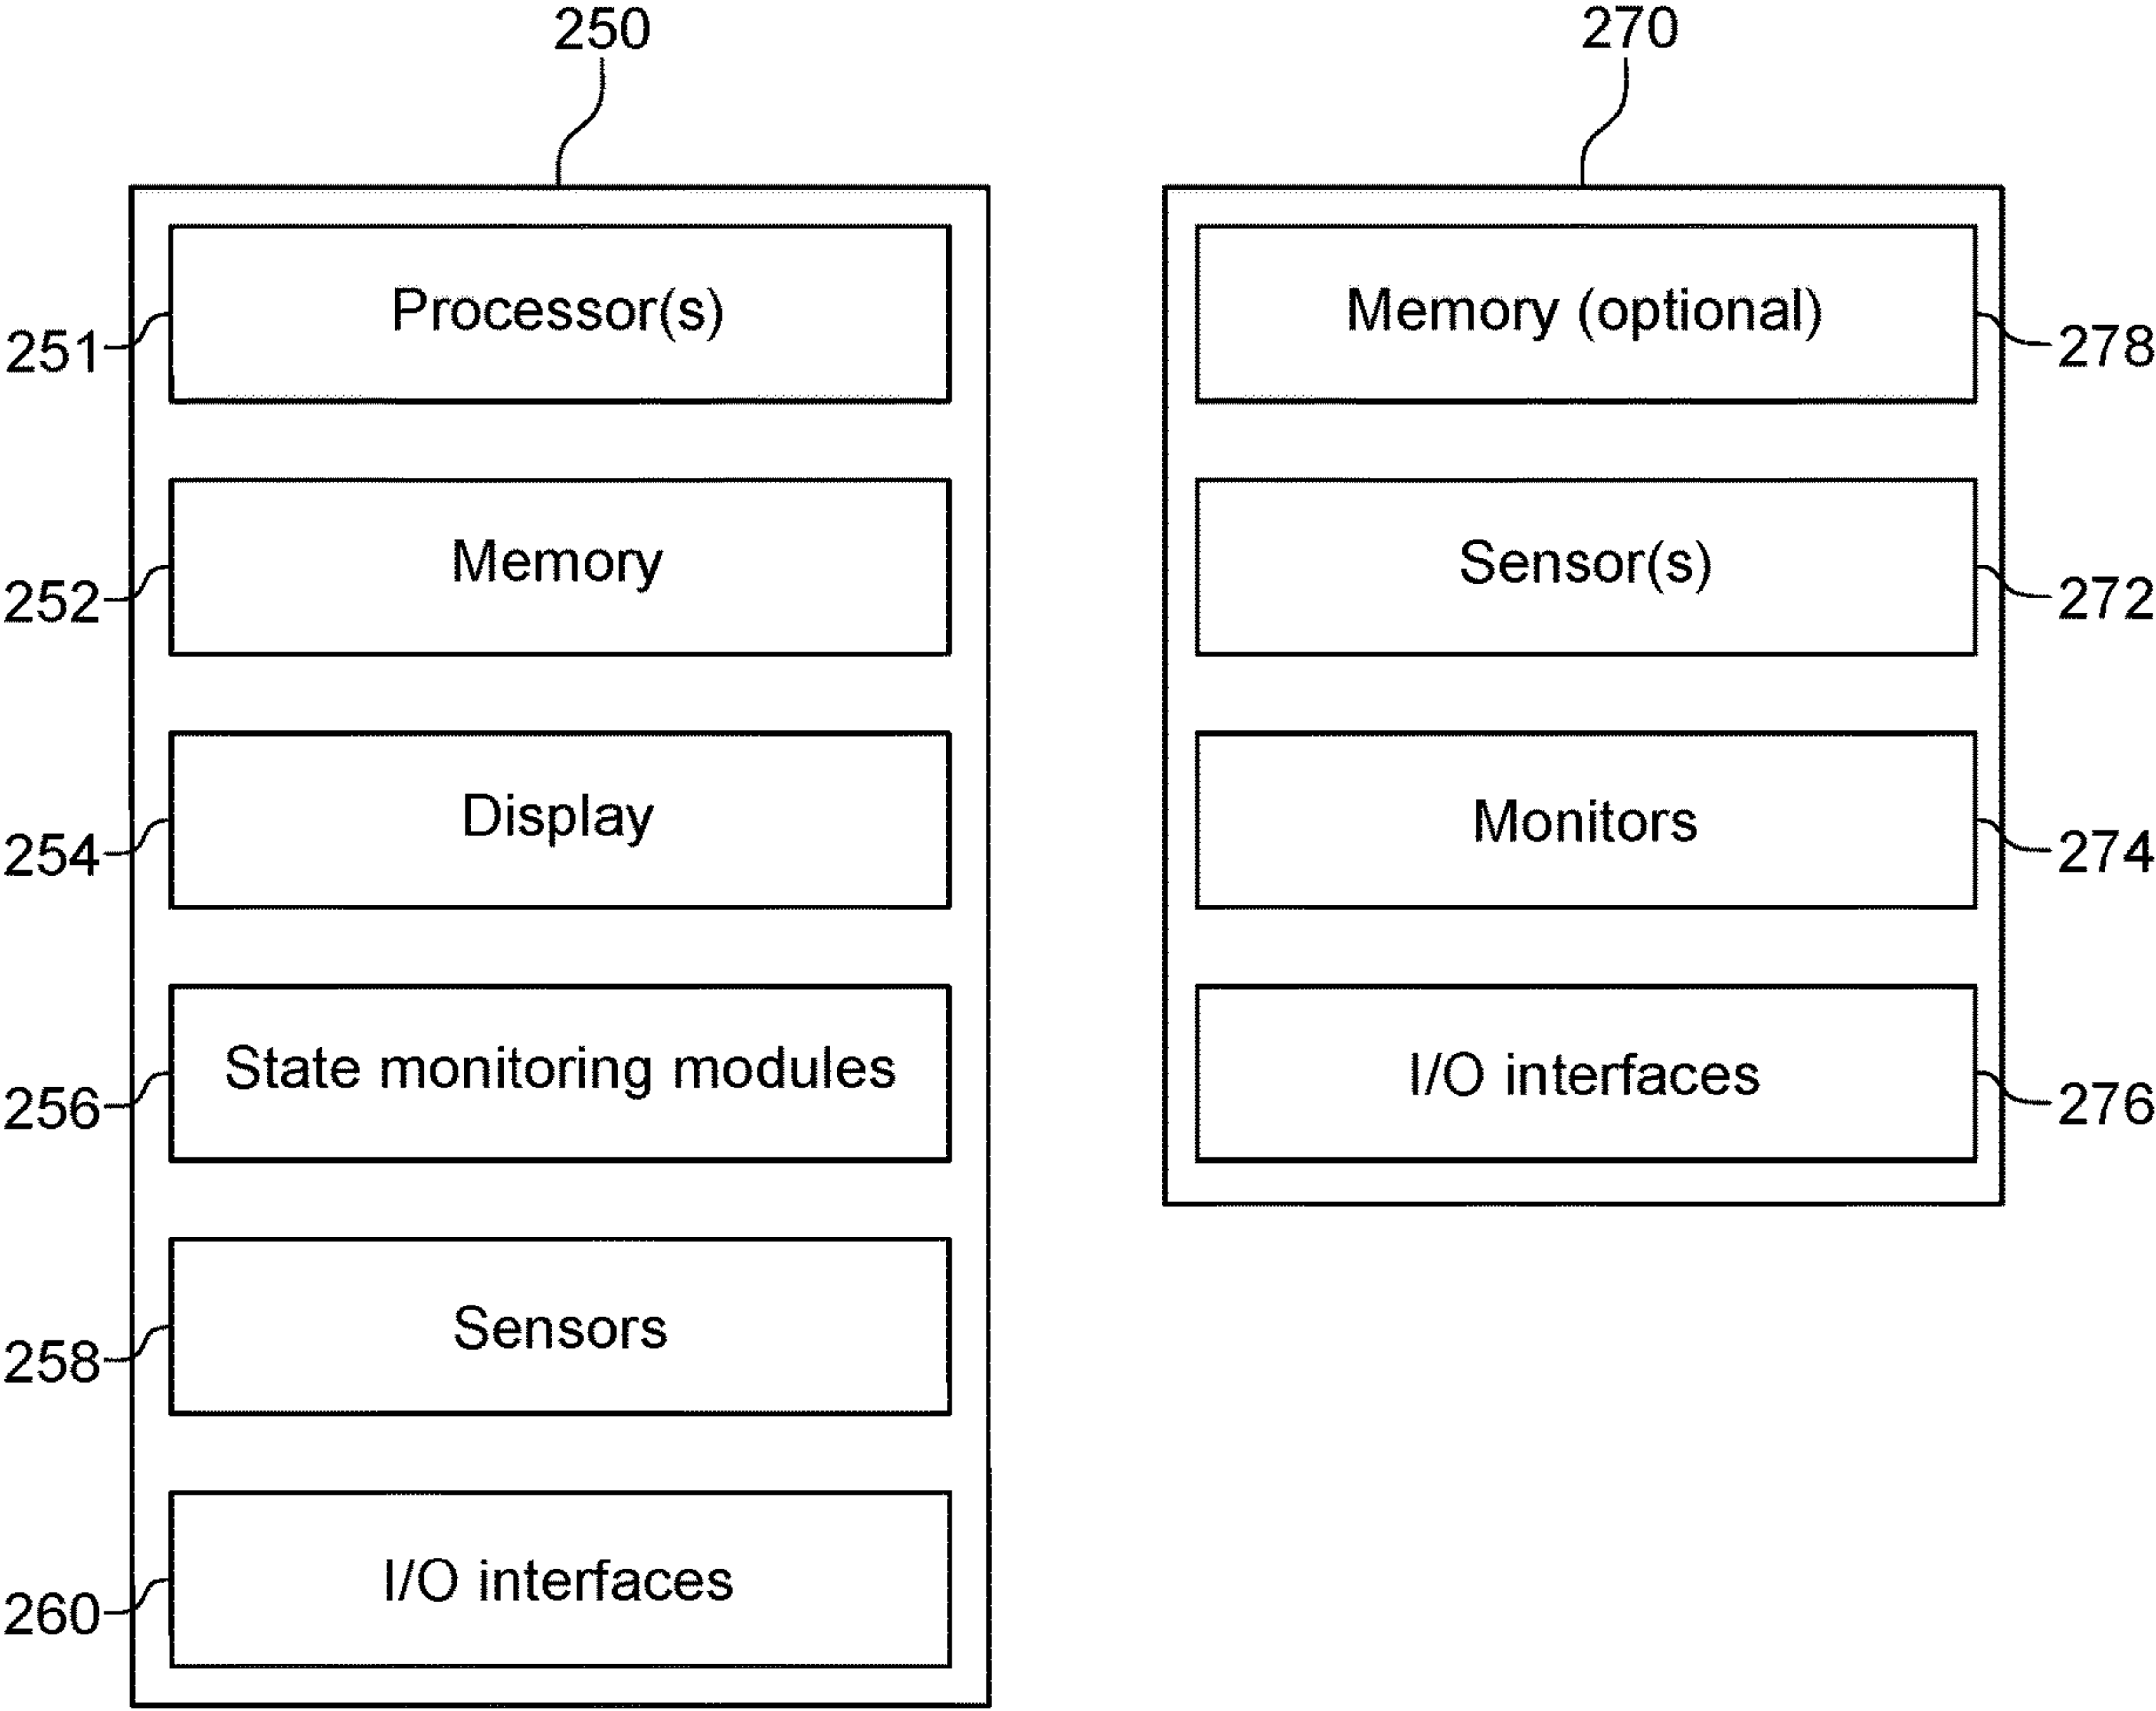 250
270
Processor(s)
251
Memory
252
Display
254
State monitoring modules
256
Sensors
258
I/O interfaces
260
Memory (optional)
278
Sensor(s)
272
Monitors
274
I/O interfaces
276